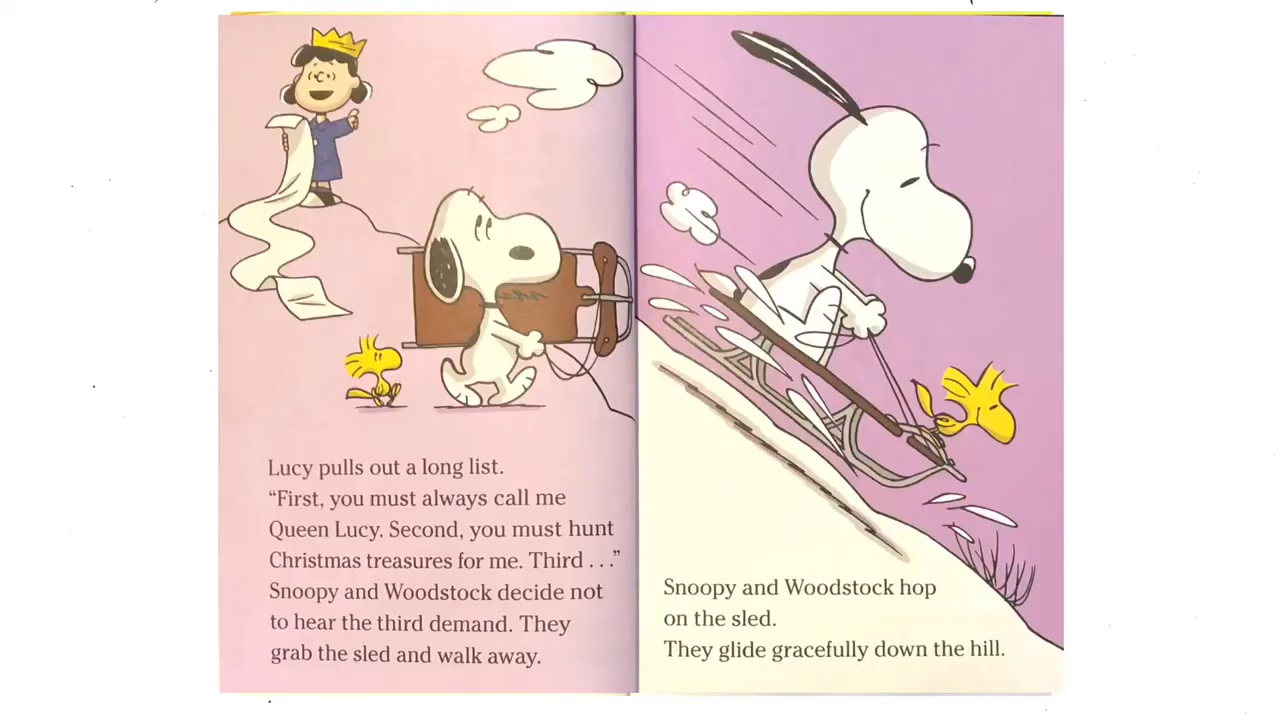 Lucy pulls out a long list.
“First, you must always call me
Queen Lucy. Second, you must hunt
Christmas treasures for me. Third . . .”
Snoopy and Woodstock decide not
to hear the third demand. They
grab the sled and walk away.
Snoopy and Woodstock hop
on the sled.
They glide gracefully down the hill.